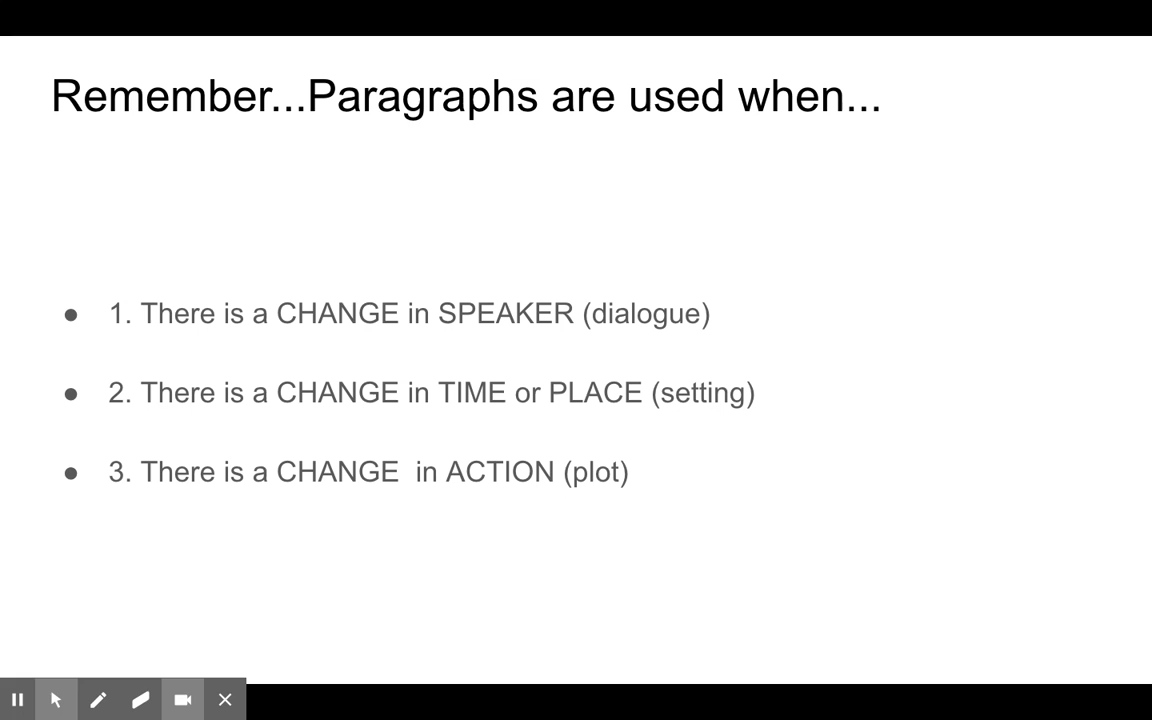 Remember...Paragraphs are used when...
● 1. There is a CHANGE in SPEAKER (dialogue)
● 2. There is a CHANGE in TIME or PLACE (setting)
● 3. There is a CHANGE  in ACTION (plot)